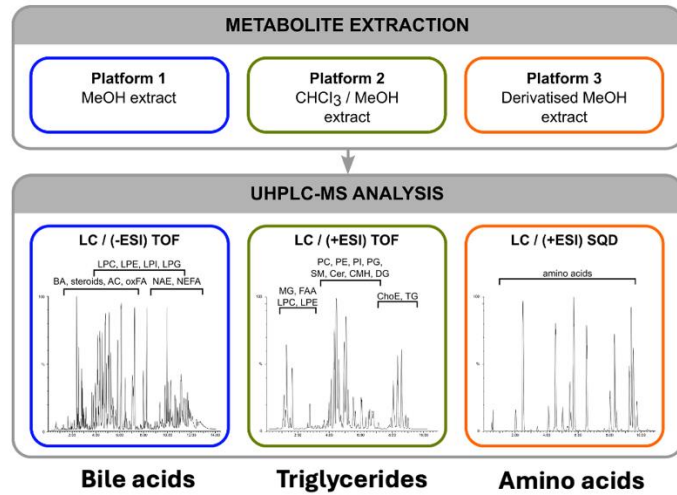 METABOLITE EXTRACTION
Platform 1
MeOH extract
Platform 2
CHCl3 / MeOH
extract
Platform 3
Derivatised MeOH
extract
UHPLC-MS ANALYSIS
LC / (-ESI) TOF
LPC, LPE, LPI, LPG
BA, steroids, AC, oxFA
NAE, NEFA
LC / (+ESI) TOF
PC, PE, PI, PG,
SM, Cer, CMH, DG
MG, FAA
LPC, LPE
ChoE, TG
LC / (+ESI) SQD
amino acids
Bile acids
Triglycerides
Amino acids